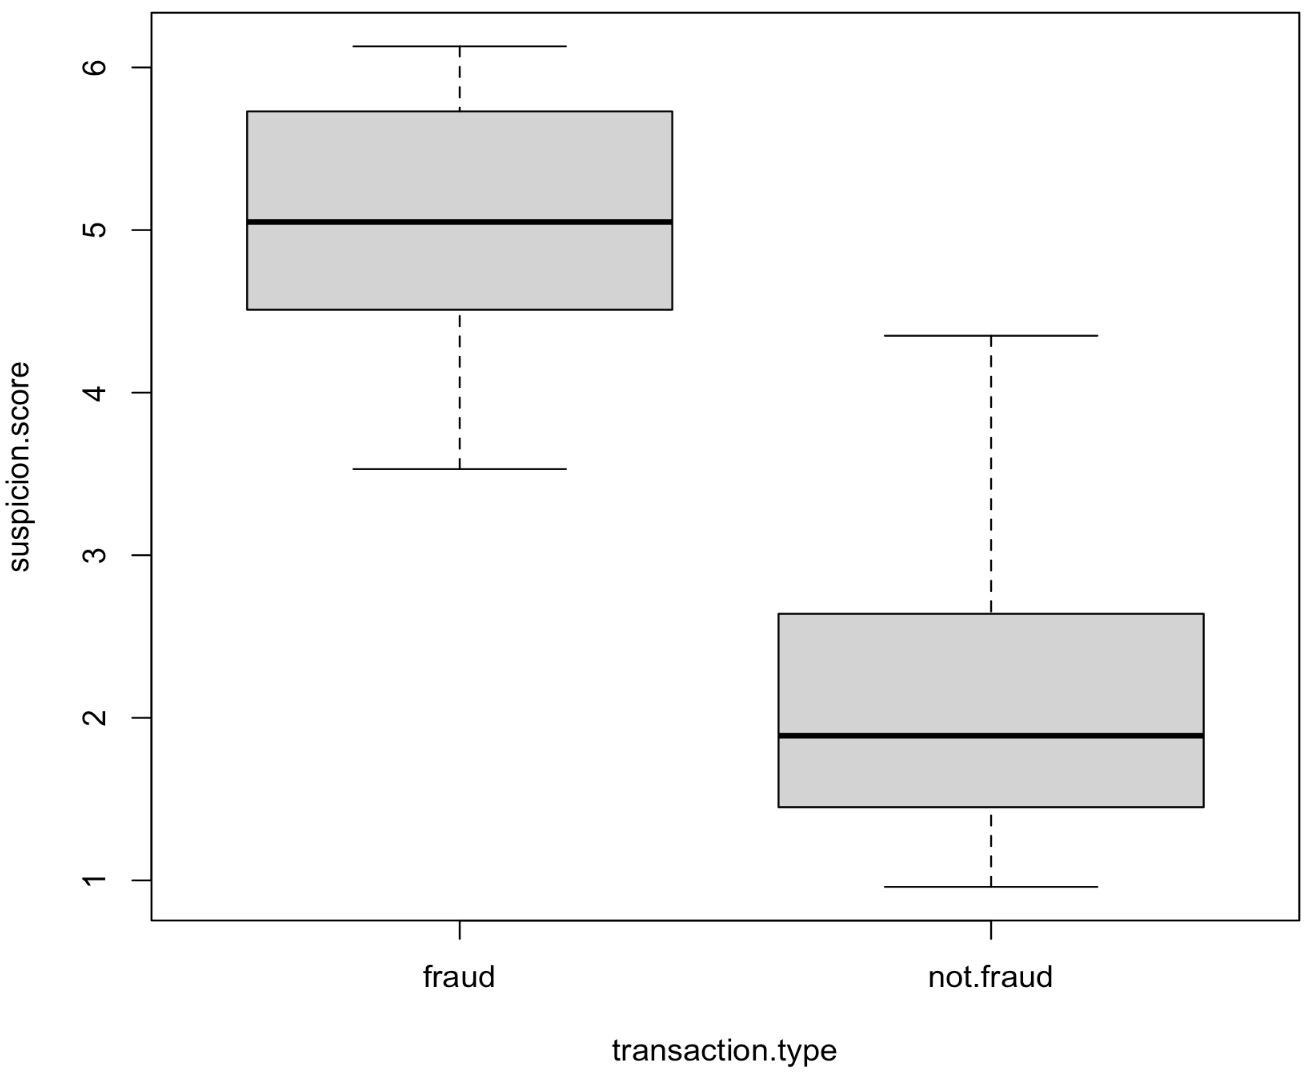 suspicion.score
6
5
4
3
2
1
fraud
not.fraud
transaction.type